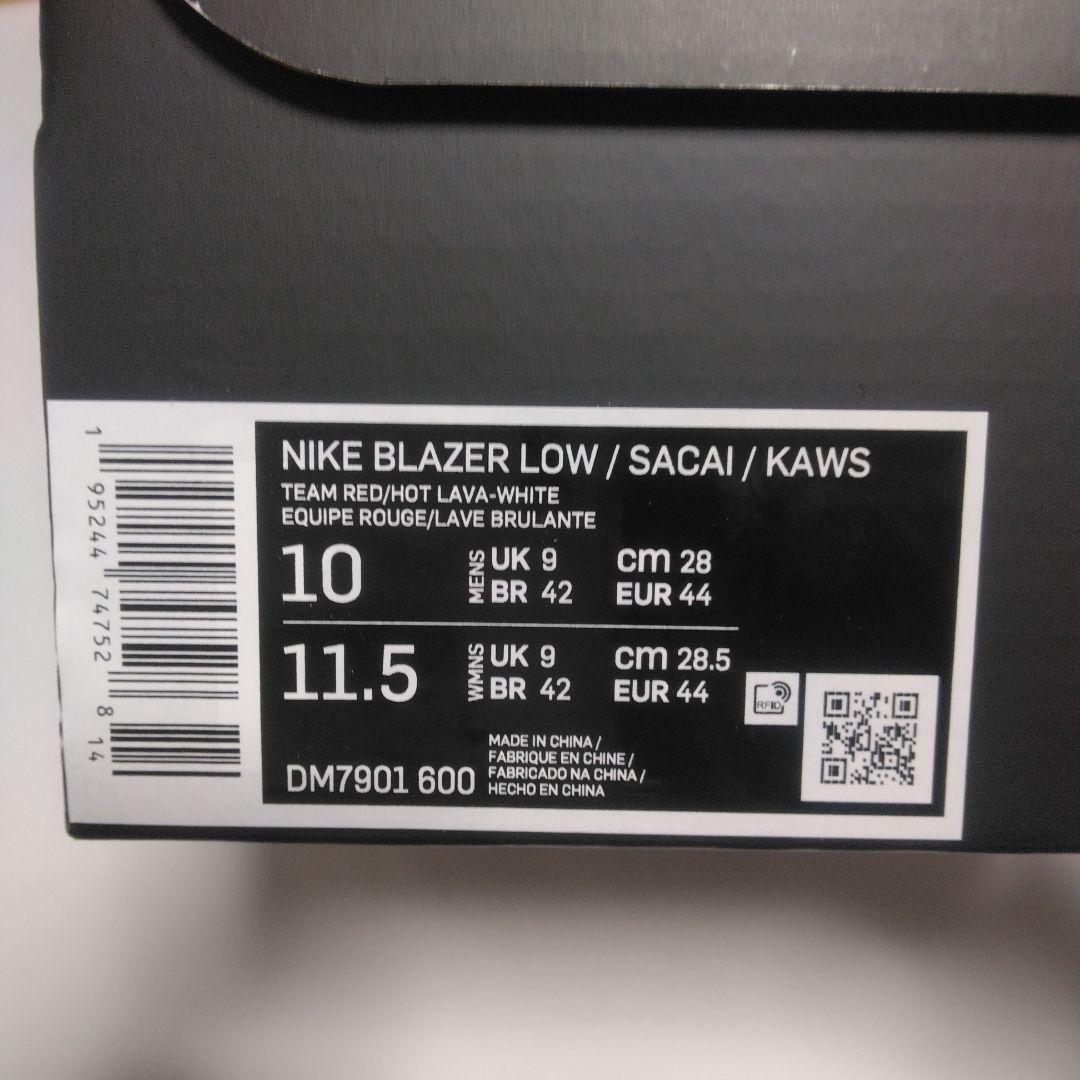 NIKE BLAZER LOW / SACAI / KAWS
TEAM RED/HOT LAVA-WHITE
EQUIPE ROUGE/LAVE BRULANTE
10 MENS UK 9 cm 28
BR 42 EUR 44
11.5 WMNS UK 9 cm 28.5
BR 42 EUR 44
RFID
DM7901 600
MADE IN CHINA /
FABRIQUE EN CHINE /
FABRICADO NA CHINA /
HECHO EN CHINA
1 95244 74752 8 14